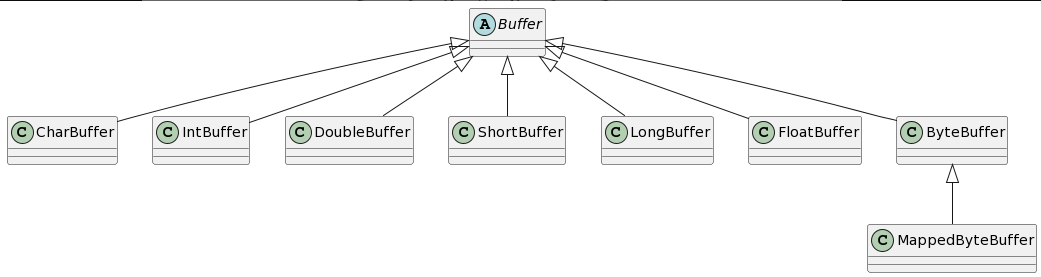 A Buffer
C CharBuffer
C IntBuffer
C DoubleBuffer
C ShortBuffer
C LongBuffer
C FloatBuffer
C ByteBuffer
C MappedByteBuffer